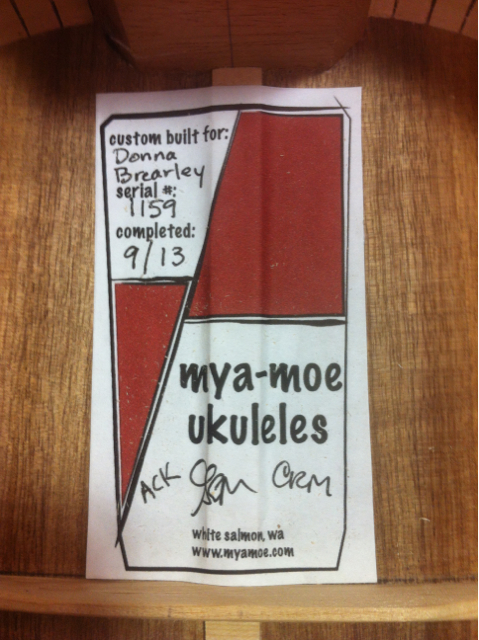 custom built for:
Donna
Brearley
serial #:
1159
completed:
9/13
mya-moe
ukuleles
ACK CRM
white salmon, wa
www.myamoe.com